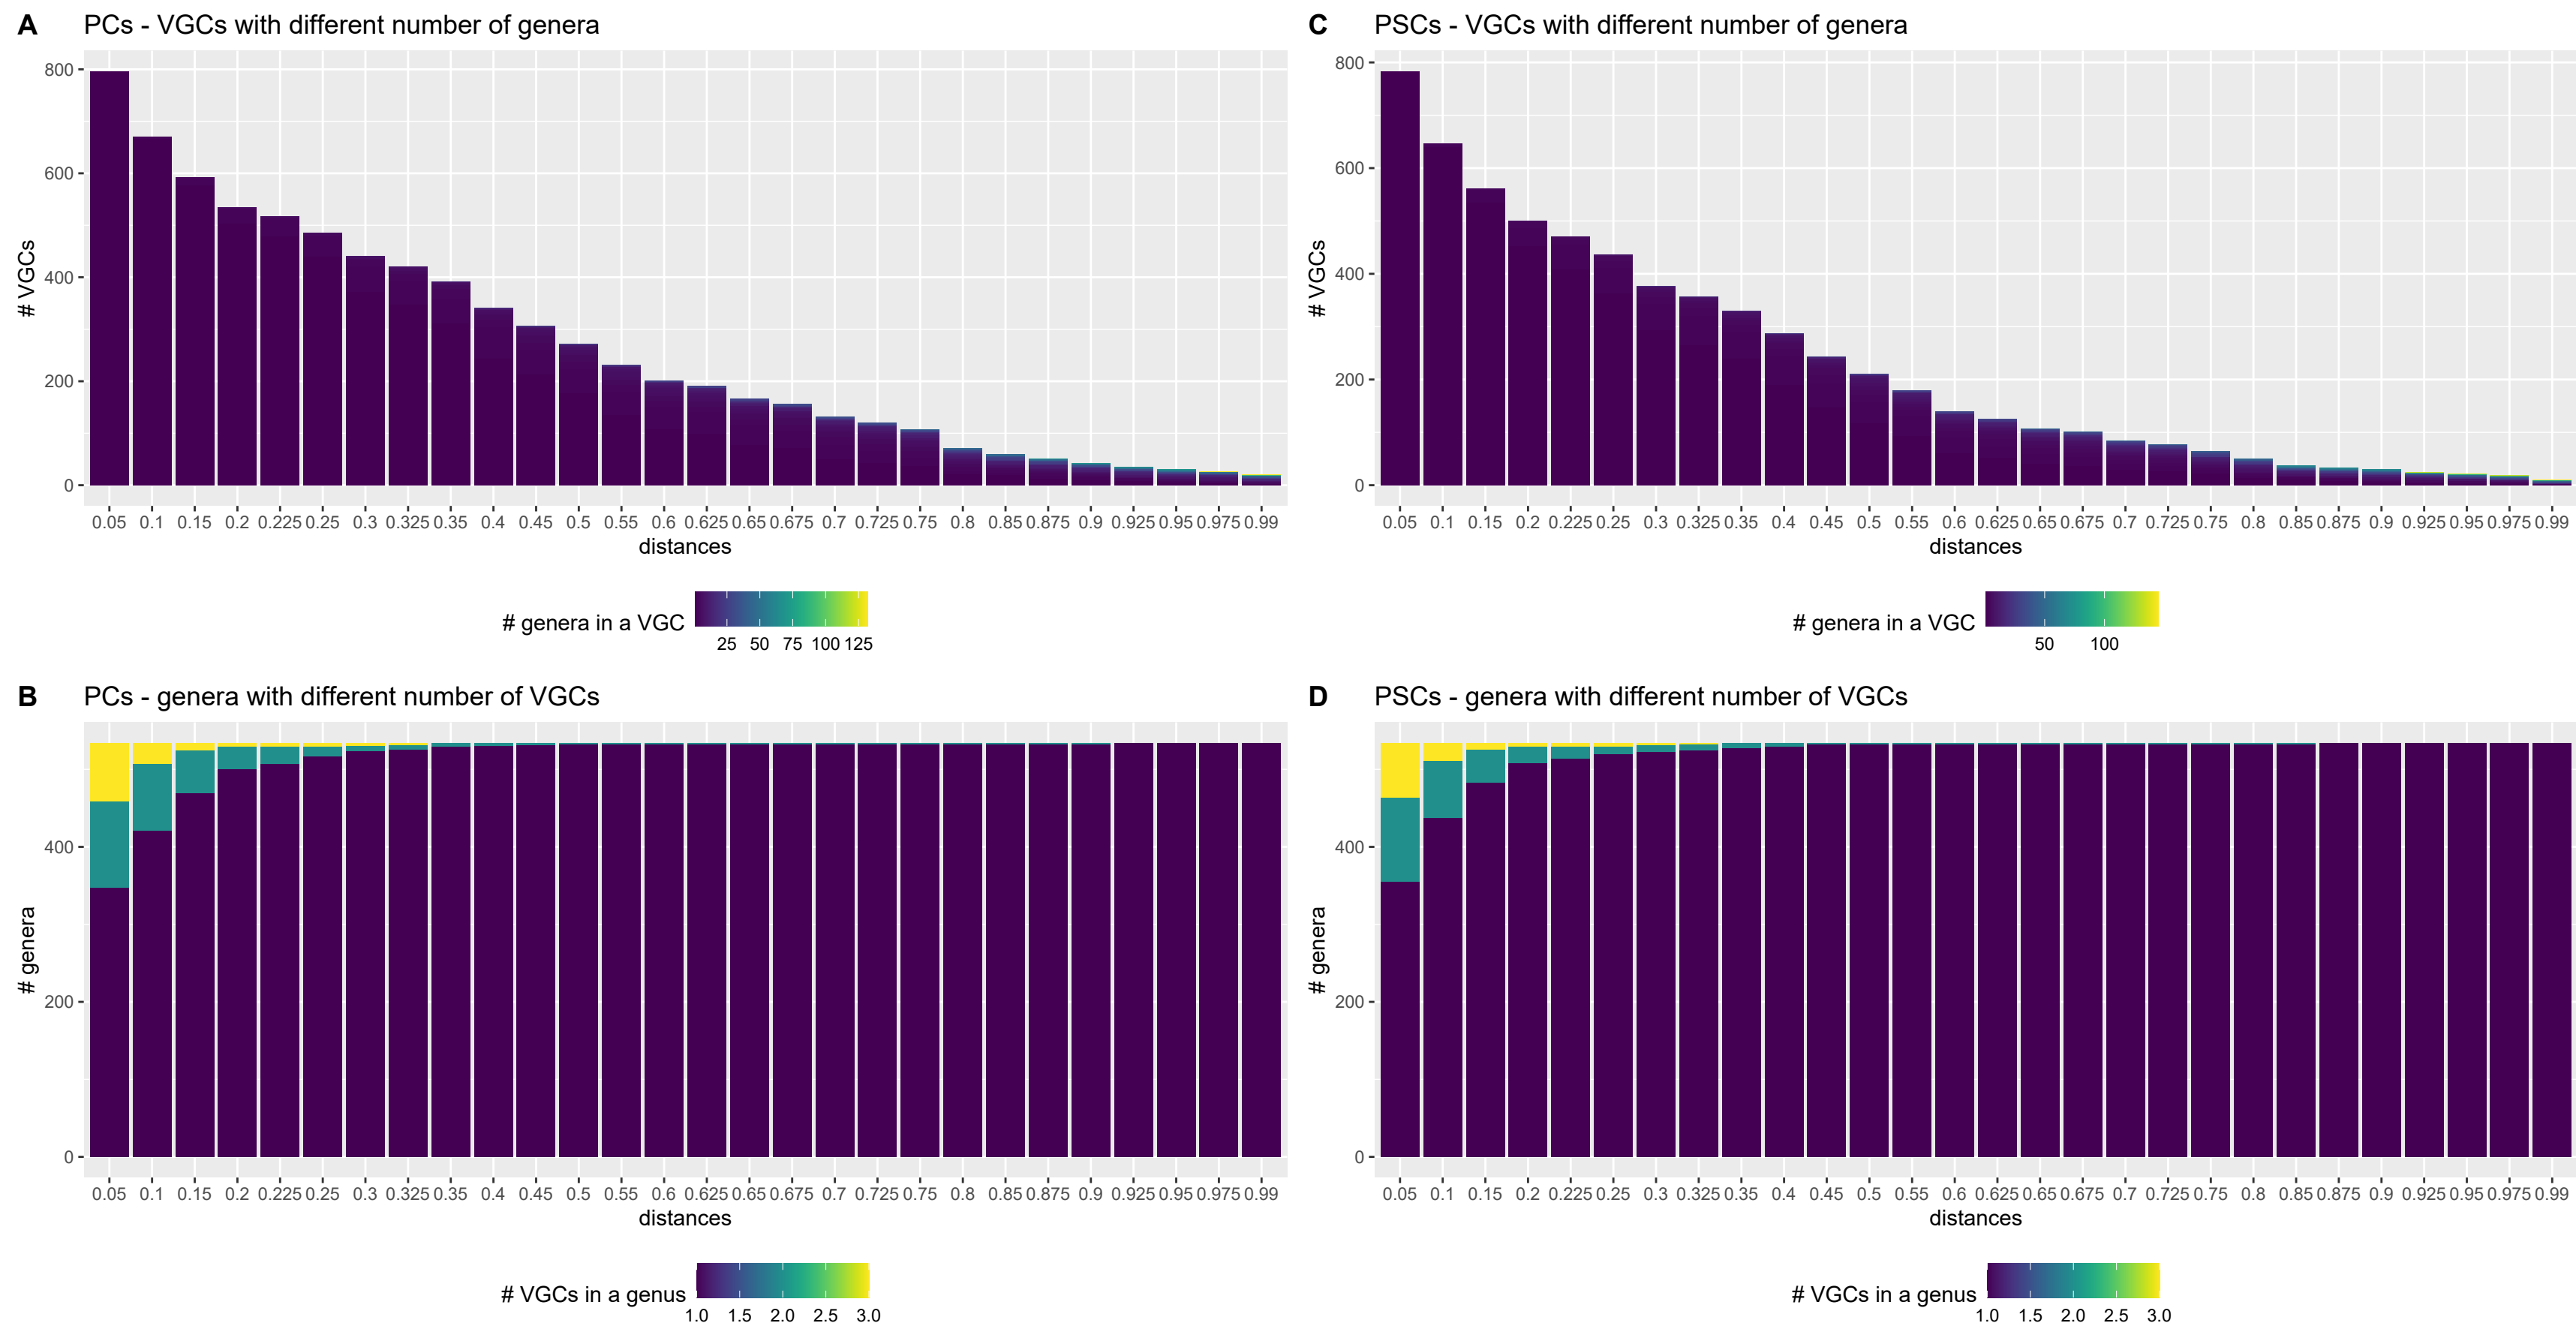 A PCs - VGCs with different number of genera
800
600
400
200
0
# VGCs
0.05 0.1 0.15 0.2 0.225 0.25 0.3 0.325 0.35 0.4 0.45 0.5 0.55 0.6 0.625 0.65 0.675 0.7 0.725 0.75 0.8 0.85 0.875 0.9 0.925 0.95 0.975 0.99
distances
# genera in a VGC
25 50 75 100 125
B PCs - genera with different number of VGCs
400
200
0
# genera
0.05 0.1 0.15 0.2 0.225 0.25 0.3 0.325 0.35 0.4 0.45 0.5 0.55 0.6 0.625 0.65 0.675 0.7 0.725 0.75 0.8 0.85 0.875 0.9 0.925 0.95 0.975 0.99
distances
# VGCs in a genus
1.0 1.5 2.0 2.5 3.0
C PSCs - VGCs with different number of genera
800
600
400
200
0
# VGCs
0.05 0.1 0.15 0.2 0.225 0.25 0.3 0.325 0.35 0.4 0.45 0.5 0.55 0.6 0.625 0.65 0.675 0.7 0.725 0.75 0.8 0.85 0.875 0.9 0.925 0.95 0.975 0.99
distances
# genera in a VGC
50 100
D PSCs - genera with different number of VGCs
400
200
0
# genera
0.05 0.1 0.15 0.2 0.225 0.25 0.3 0.325 0.35 0.4 0.45 0.5 0.55 0.6 0.625 0.65 0.675 0.7 0.725 0.75 0.8 0.85 0.875 0.9 0.925 0.95 0.975 0.99
distances
# VGCs in a genus
1.0 1.5 2.0 2.5 3.0